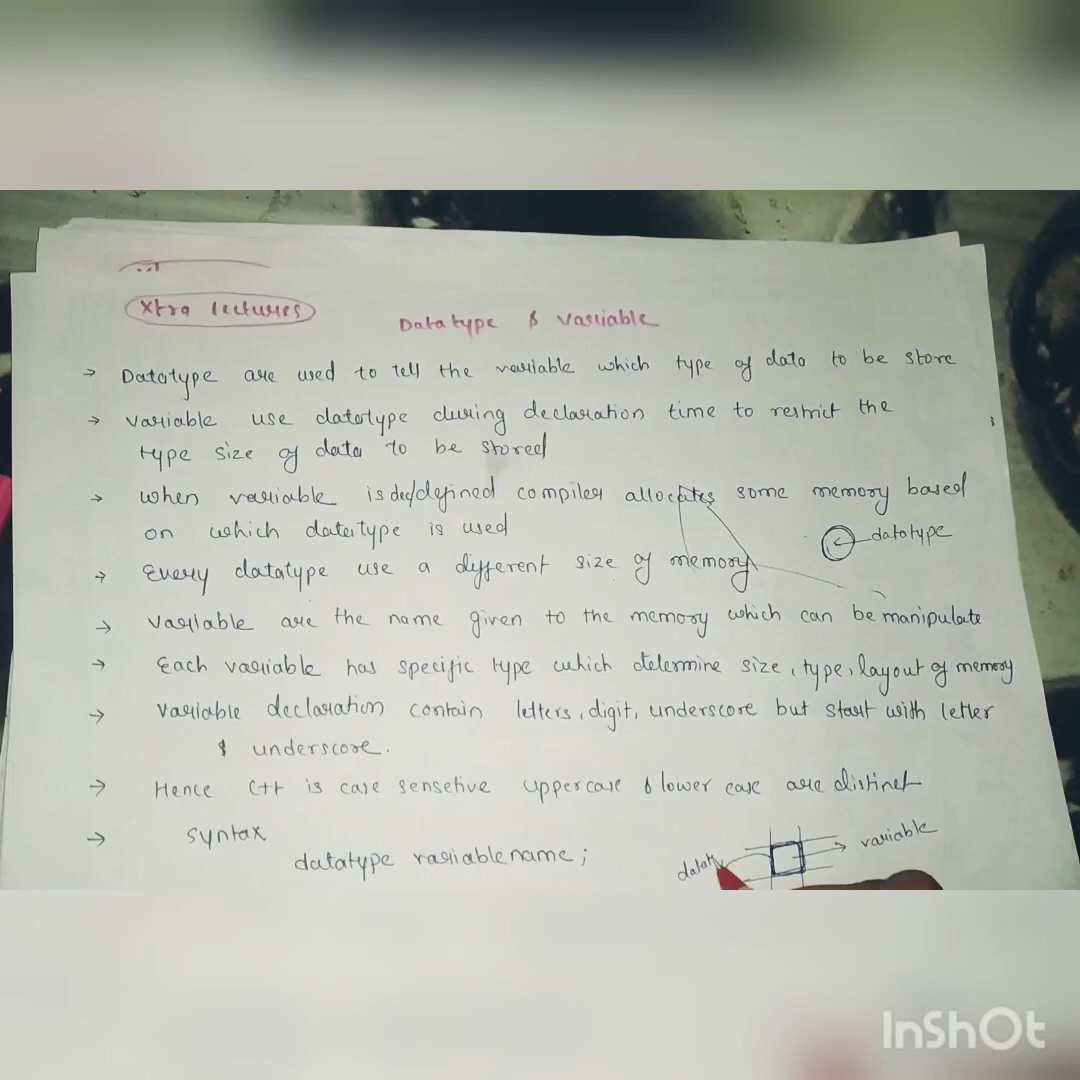 Xtra lectures
Datatype & variable
→ Datatype are used to tell the variable which type of data to be store
→ variable use datatype during declaration time to restrict the
type size of data to be stored
→ when variable is dec/defined compiler allocates some memory based
on which datatype is used
datatype
→ Every datatype use a different size of memory
→ variable are the name given to the memory which can be manipulate
→ Each variable has specific type which determine size, type, layout of memory
→ variable declaration contain letters, digit, underscore but start with letter
& underscore.
→ Hence C++ is case sensetive uppercase & lower case are distinct
→ syntax
variable
datatype variablename;
dataty
InShOt